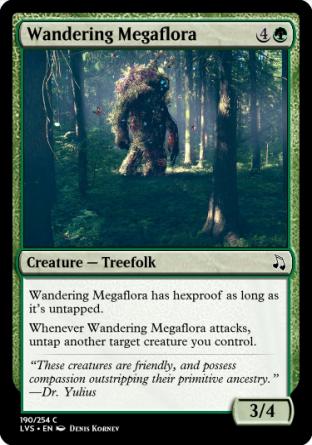 Wandering Megaflora 4
Creature — Treefolk
Wandering Megaflora has hexproof as long as
it's untapped.
Whenever Wandering Megaflora attacks,
untap another target creature you control.
"These creatures are friendly, and possess
compassion outstripping their primitive ancestry."
—Dr. Yulius
3/4
190/254 C
LVS • EN Denis Kornev